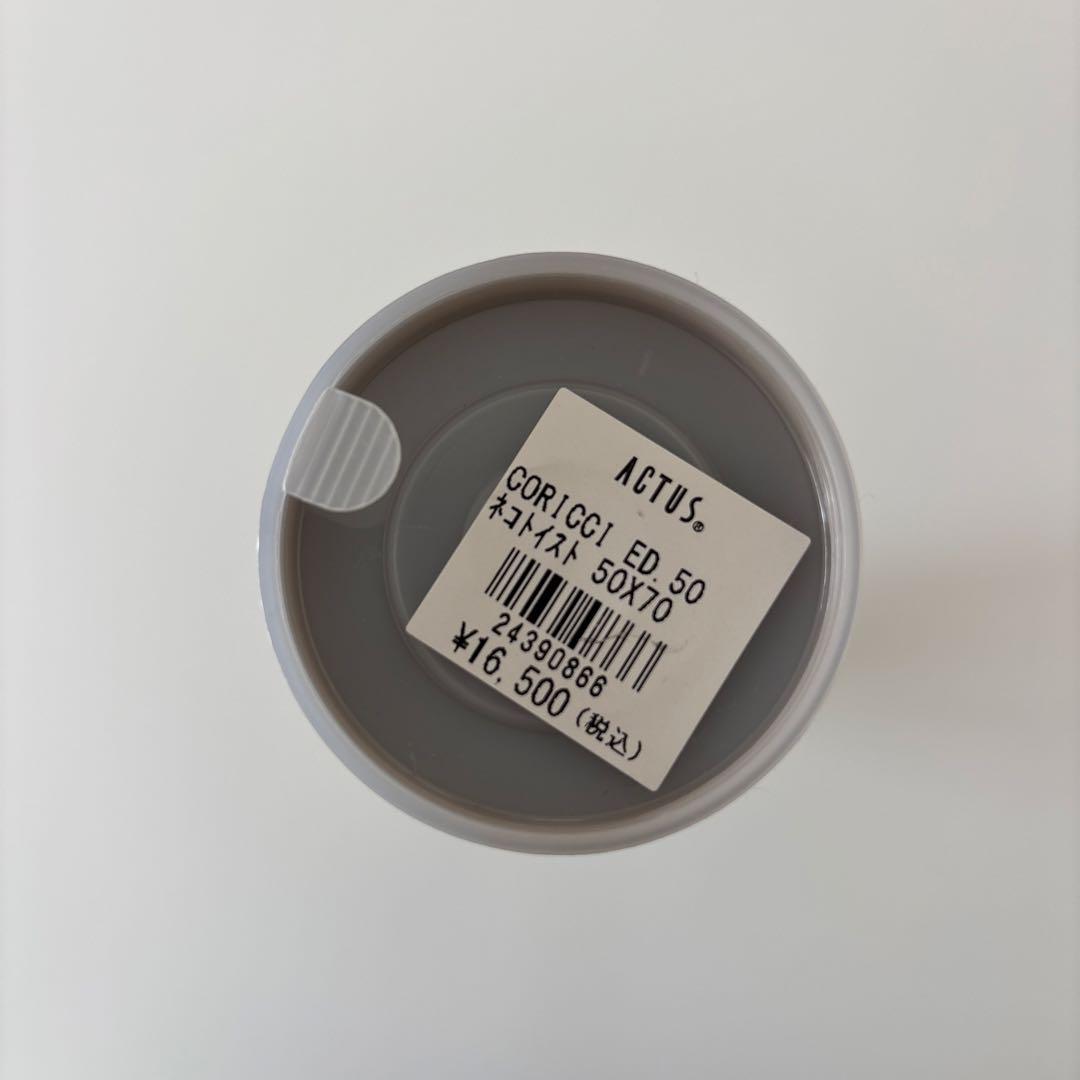 ACTUS®
CORICCI ED.50
ﾈｺﾄｲｽﾄ 50X70
24390866
¥16,500(税込)